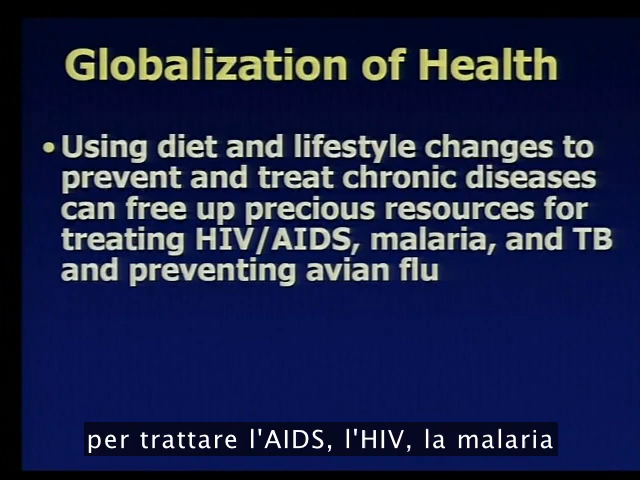 Globalization of Health
•Using diet and lifestyle changes to
prevent and treat chronic diseases
can free up precious resources for
treating HIV/AIDS, malaria, and TB
and preventing avian flu
per trattare l'AIDS, l'HIV, la malaria